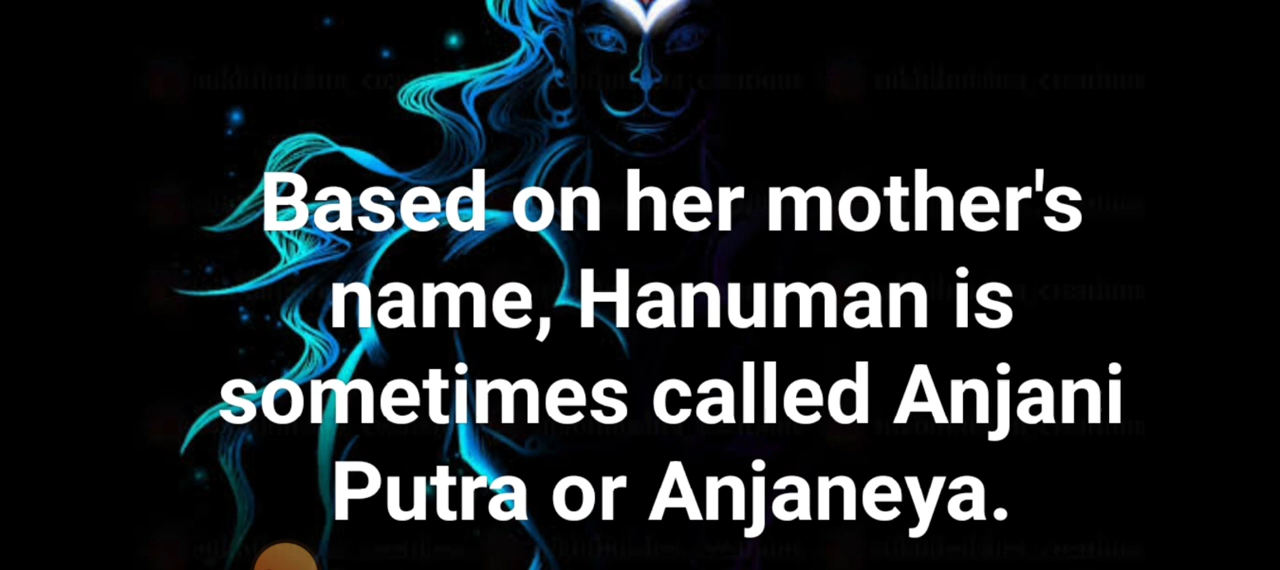 Based on her mother's
name, Hanuman is
sometimes called Anjani
Putra or Anjaneya.